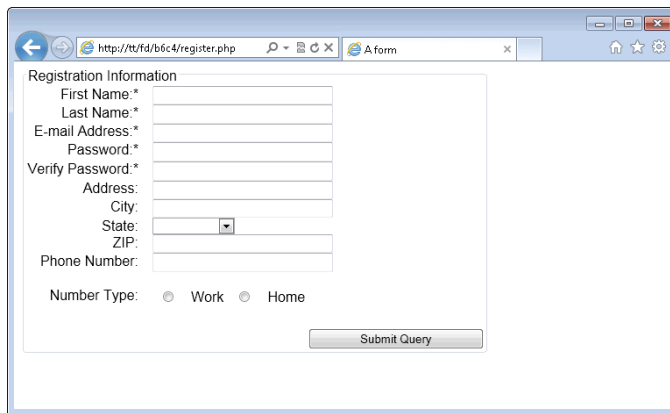 http://tt/fd/b6c4/register.php
A form
Registration Information
First Name:*
Last Name:*
E-mail Address:*
Password:*
Verify Password:*
Address:
City:
State:
ZIP:
Phone Number:
Number Type: Work Home
Submit Query